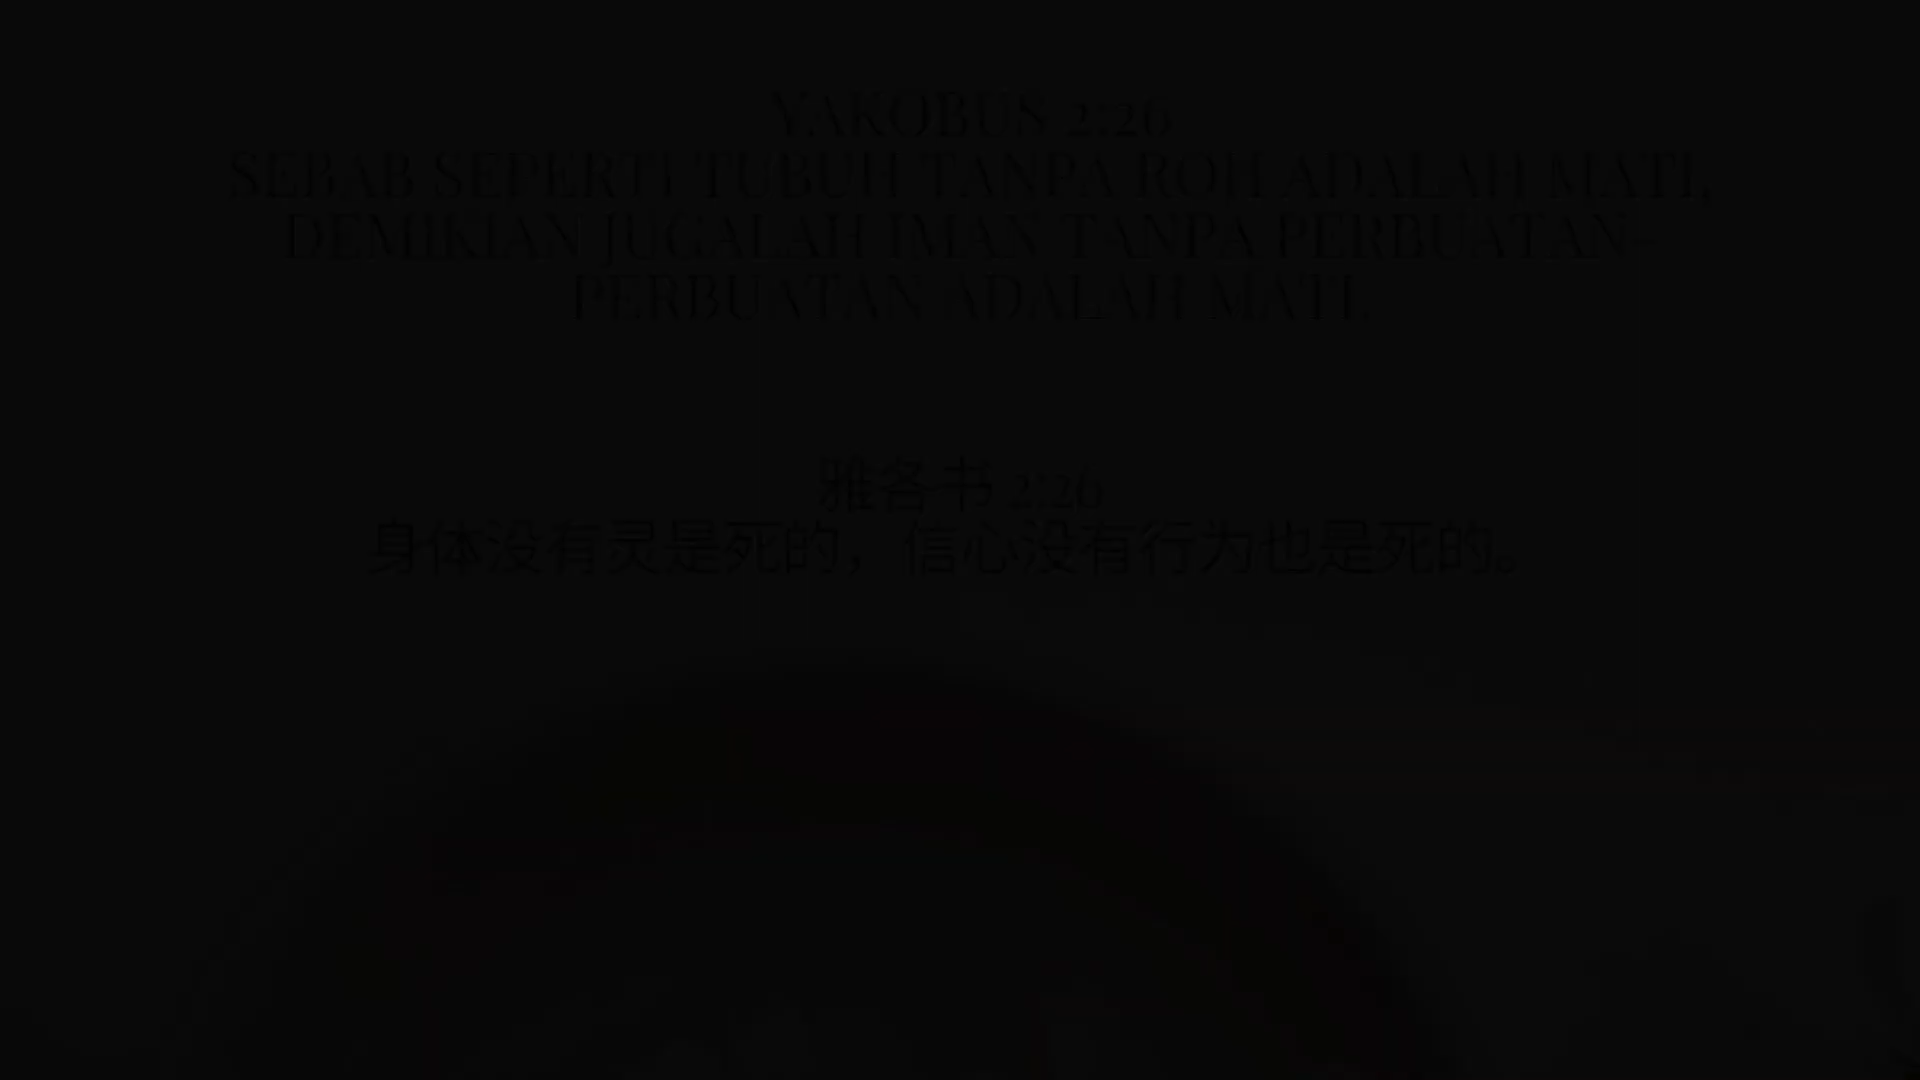 YAKOBUS 2:26
SEBAB SEPERTI TUBUH TANPA ROH ADALAH MATI,
DEMIKIAN JUGALAH IMAN TANPA PERBUATAN-
PERBUATAN ADALAH MATI.
雅各书 2:26
身体没有灵是死的，信心没有行为也是死的。